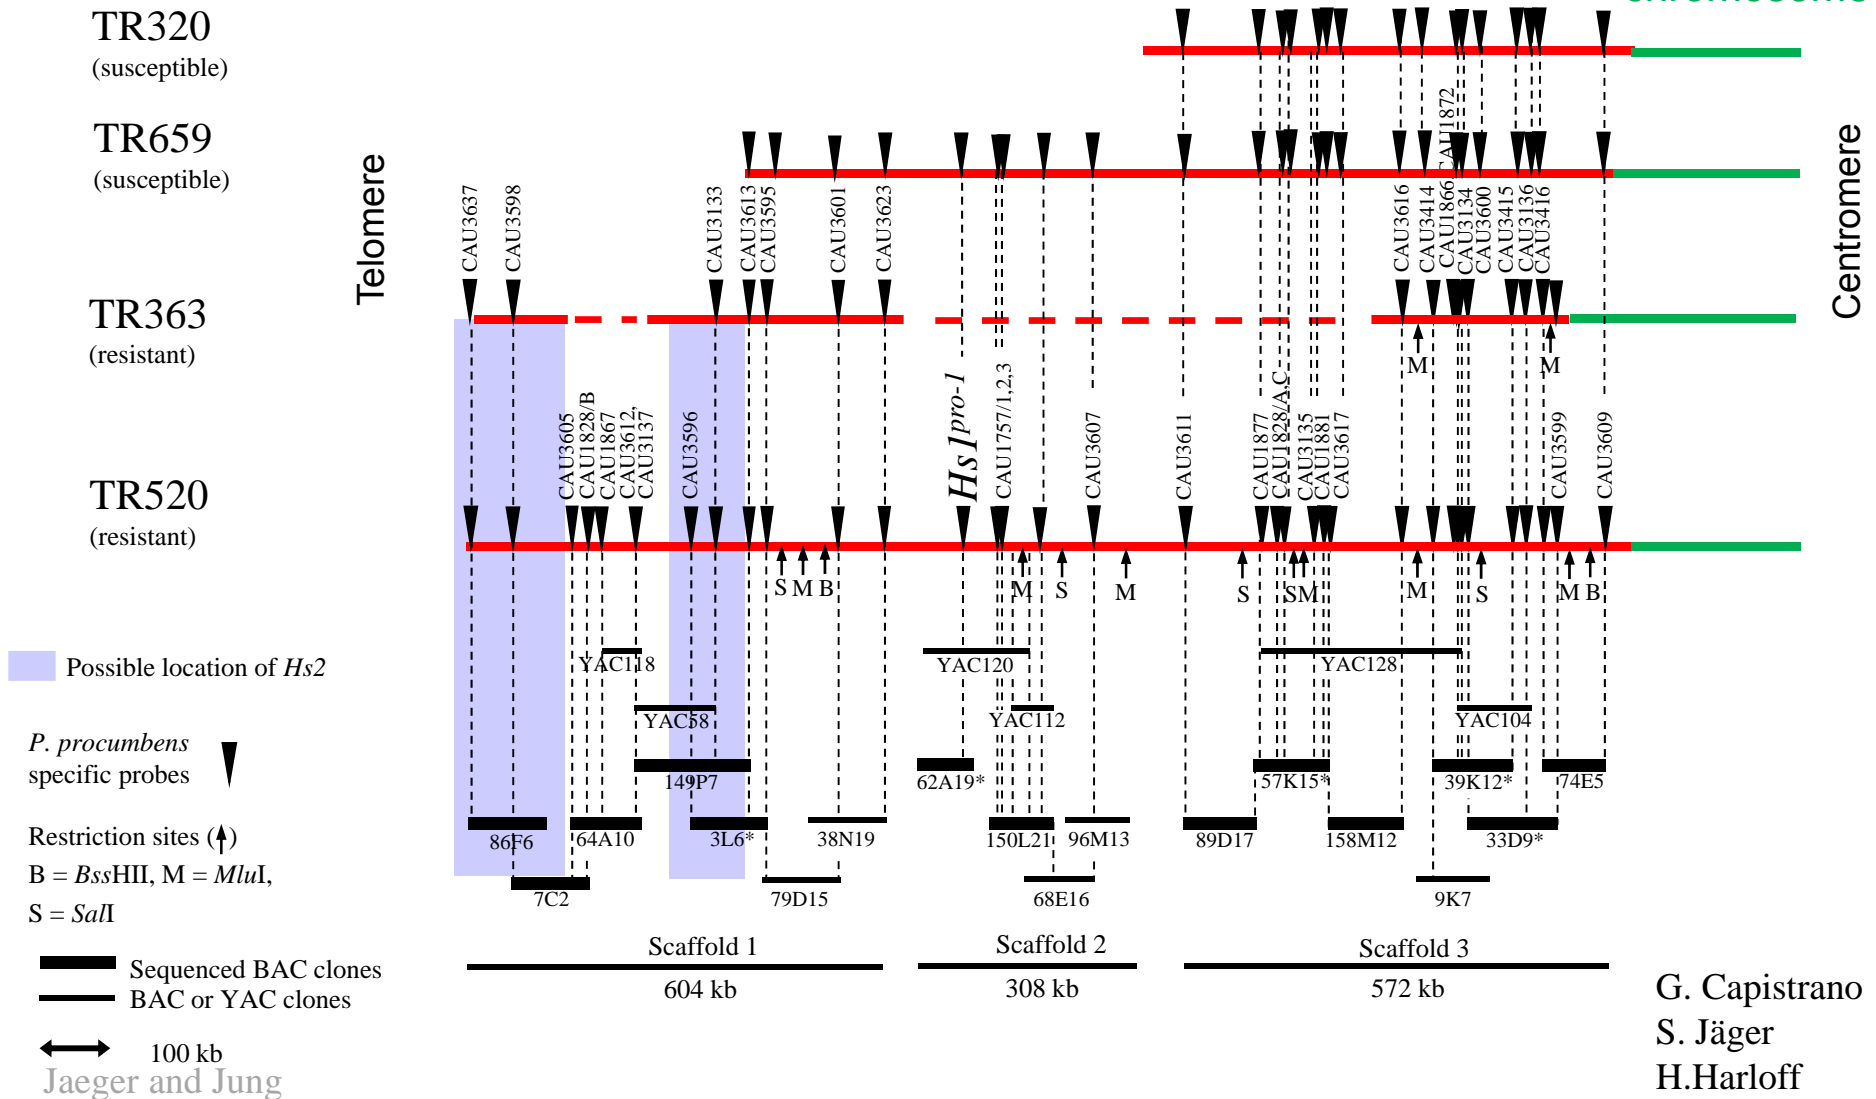 chromosome
TR320
(susceptible)
TR659
(susceptible)
Telomere
Centromere
CAU3637
CAU3598
CAU3133
CAU3613
CAU3595
CAU3601
CAU3623
CAU3616
CAU3414
CAU1866, CAU1872
CAU3134
CAU3600
CAU3415
CAU3136
CAU3416
TR363
(resistant)
M
M
CAU3605
CAU1828/B
CAU1867
CAU3612,
CAU3137
CAU3596
Hs1pro-1
CAU1757/1,2,3
CAU3607
CAU3611
CAU1877
CAU1828/A,C
CAU3135
CAU1881
CAU3617
CAU3599
CAU3609
TR520
(resistant)
S M B
M S M
S S M
M S
M B
Possible location of Hs2
YAC118
YAC120
YAC128
P. procumbens
specific probes
YAC58
YAC112
YAC104
149P7
62A19*
57K15*
39K12*
74E5
Restriction sites ( )
B = BssHII, M = MluI,
S = SalI
86F6
64A10
3L6*
38N19
150L21
96M13
89D17
158M12
33D9*
7C2
79D15
68E16
9K7
Scaffold 1
Scaffold 2
Scaffold 3
604 kb
308 kb
572 kb
Sequenced BAC clones
BAC or YAC clones
100 kb
Jaeger and Jung
G. Capistrano
S. Jäger
H.Harloff